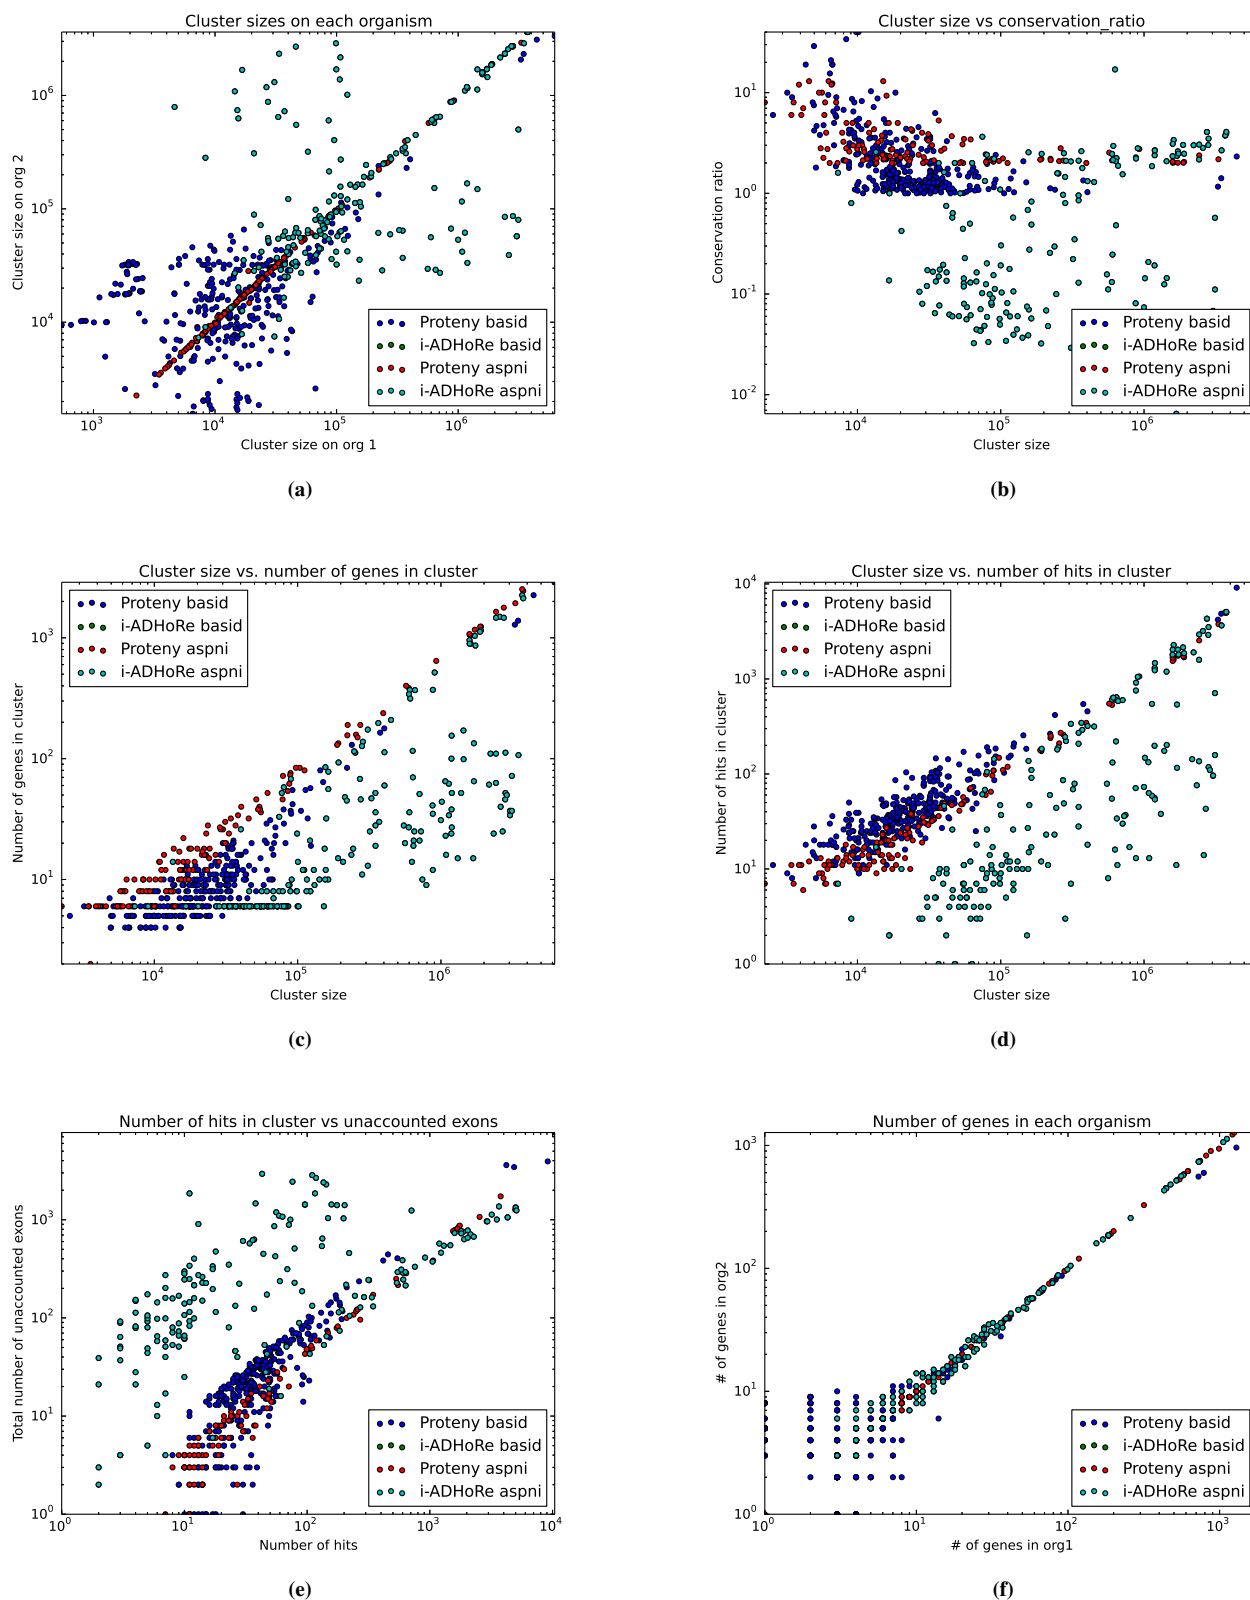 Cluster sizes on each organism
10^6
10^5
10^4
Cluster size on org 2
Proteny basid
i-ADHoRe basid
Proteny aspni
i-ADHoRe aspni
10^3 10^4 10^5 10^6
Cluster size on org 1
(a)
Cluster size vs conservation_ratio
10^1
10^0
10^-1
10^-2
Conservation ratio
Proteny basid
i-ADHoRe basid
Proteny aspni
i-ADHoRe aspni
10^4 10^5 10^6
Cluster size
(b)
Cluster size vs. number of genes in cluster
Proteny basid
i-ADHoRe basid
Proteny aspni
i-ADHoRe aspni
10^3
10^2
10^1
Number of genes in cluster
10^4 10^5 10^6
Cluster size
(c)
Cluster size vs. number of hits in cluster
Proteny basid
i-ADHoRe basid
Proteny aspni
i-ADHoRe aspni
10^4
10^3
10^2
10^1
10^0
Number of hits in cluster
10^4 10^5 10^6
Cluster size
(d)
Number of hits in cluster vs unaccounted exons
10^3
10^2
10^1
10^0
Total number of unaccounted exons
Proteny basid
i-ADHoRe basid
Proteny aspni
i-ADHoRe aspni
10^0 10^1 10^2 10^3 10^4
Number of hits
(e)
Number of genes in each organism
10^3
10^2
10^1
10^0
# of genes in org2
Proteny basid
i-ADHoRe basid
Proteny aspni
i-ADHoRe aspni
10^0 10^1 10^2 10^3
# of genes in org1
(f)